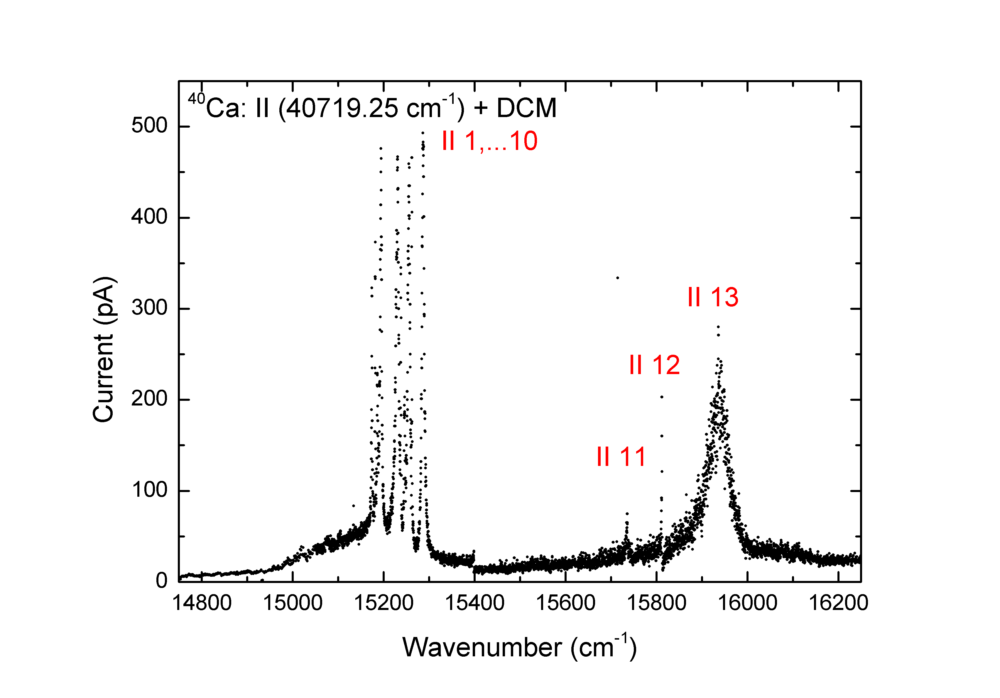 ⁴⁰Ca: II (40719.25 cm⁻¹) + DCM
II 1,...10
II 13
II 12
II 11
500
400
300
200
100
0
Current (pA)
14800 15000 15200 15400 15600 15800 16000 16200
Wavenumber (cm⁻¹)